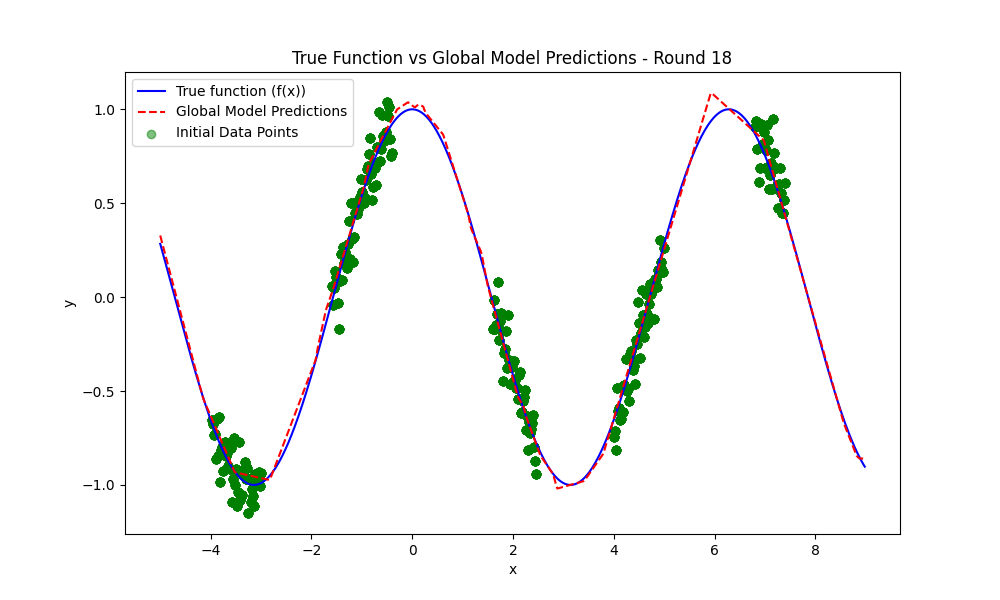 True Function vs Global Model Predictions - Round 18
True function (f(x))
Global Model Predictions
Initial Data Points
1.0
0.5
0.0
−0.5
−1.0
y
−4
−2
0
2
4
6
8
x